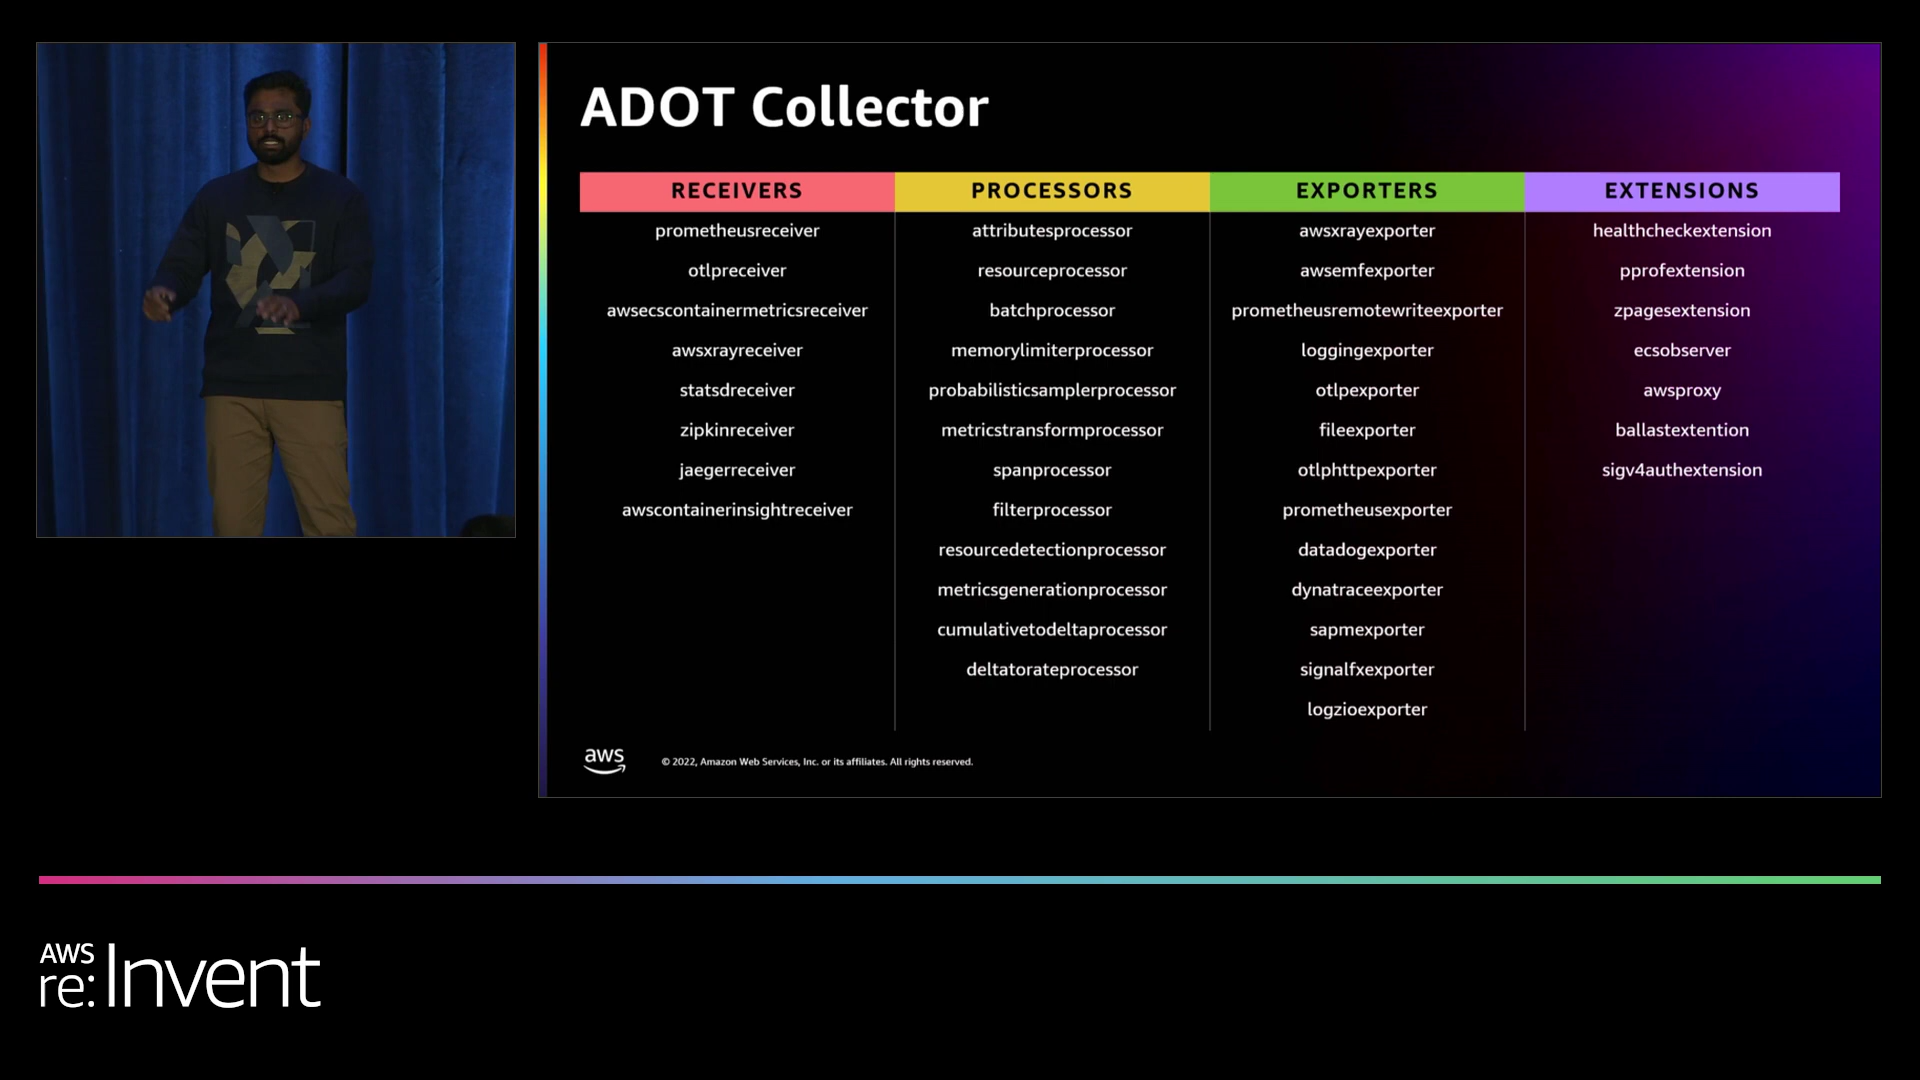 ADOT Collector
RECEIVERS
prometheusreceiver
otlpreceiver
awsecscontainermetricsreceiver
awsxrayreceiver
statsdreceiver
zipkinreceiver
jaegerreceiver
awscontainerinsightreceiver
PROCESSORS
attributesprocessor
resourceprocessor
batchprocessor
memorylimiterprocessor
probabilisticsamplerprocessor
metricstransformprocessor
spanprocessor
filterprocessor
resourcedetectionprocessor
metricsgenerationprocessor
cumulativetodeltaprocessor
deltatorateprocessor
EXPORTERS
awsxrayexporter
awsemfexporter
prometheusremotewriteexporter
loggingexporter
otlpexporter
fileexporter
otlphttpexporter
prometheusexporter
datadogexporter
dynatraceexporter
sapmexporter
signalfxexporter
logzioexporter
EXTENSIONS
healthcheckextension
pprofextension
zpagesextension
ecsobserver
awsproxy
ballastextention
sigv4authextension
aws
© 2022, Amazon Web Services, Inc. or its affiliates. All rights reserved.
AWS
re:Invent